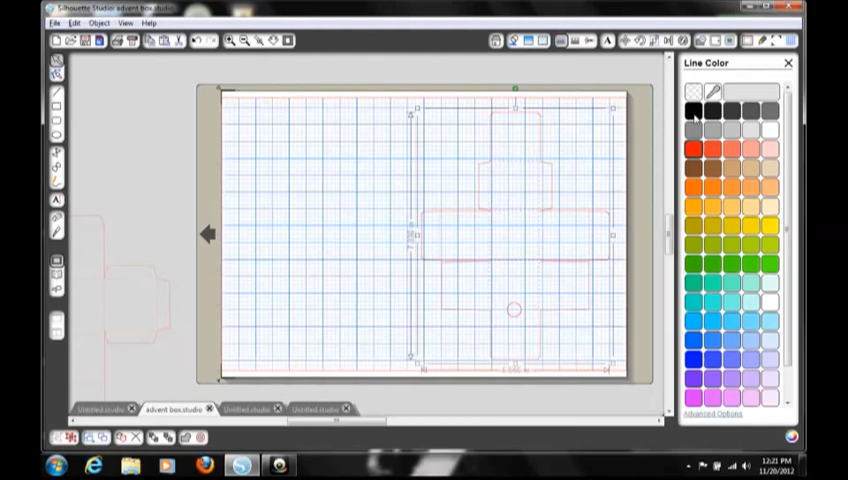 Silhouette Studio: advent box.studio
File Edit Object View Help
Line Color
Untitled.studio advent box.studio Untitled.studio Untitled.studio
Advanced Options
12:21 PM
11/20/2012